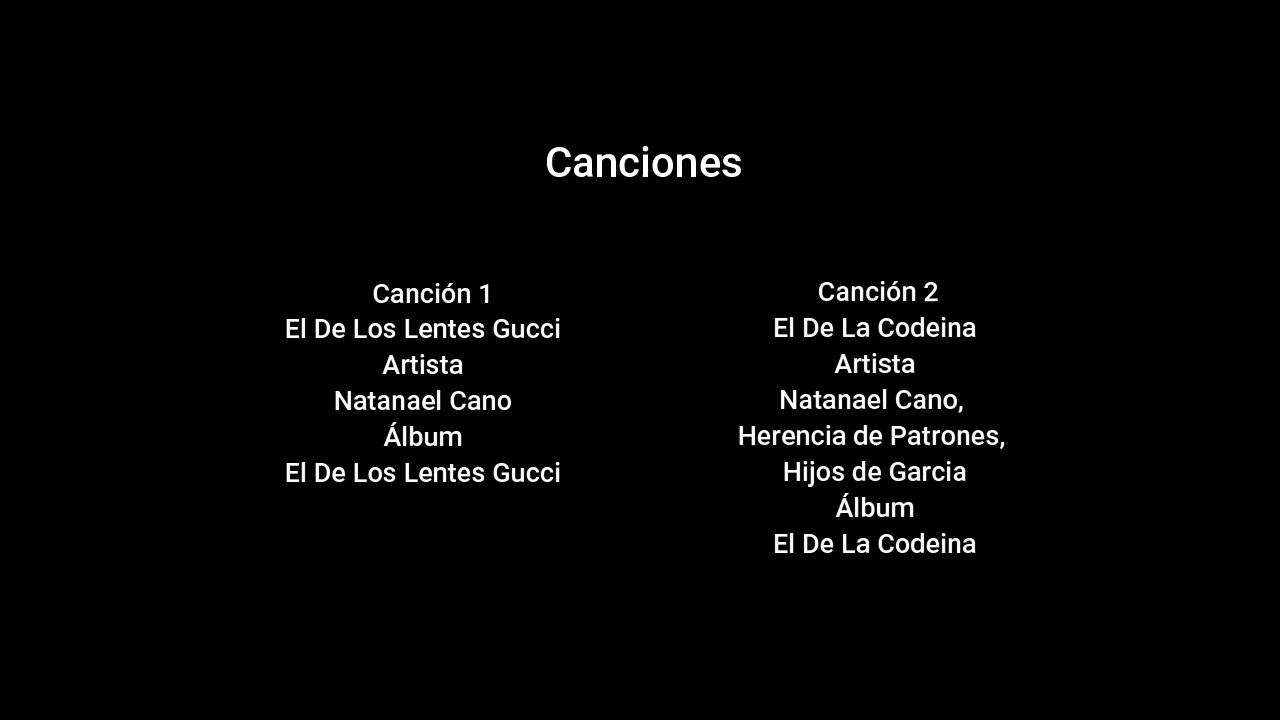 Canciones
Canción 1
El De Los Lentes Gucci
Artista
Natanael Cano
Álbum
El De Los Lentes Gucci
Canción 2
El De La Codeina
Artista
Natanael Cano,
Herencia de Patrones,
Hijos de Garcia
Álbum
El De La Codeina